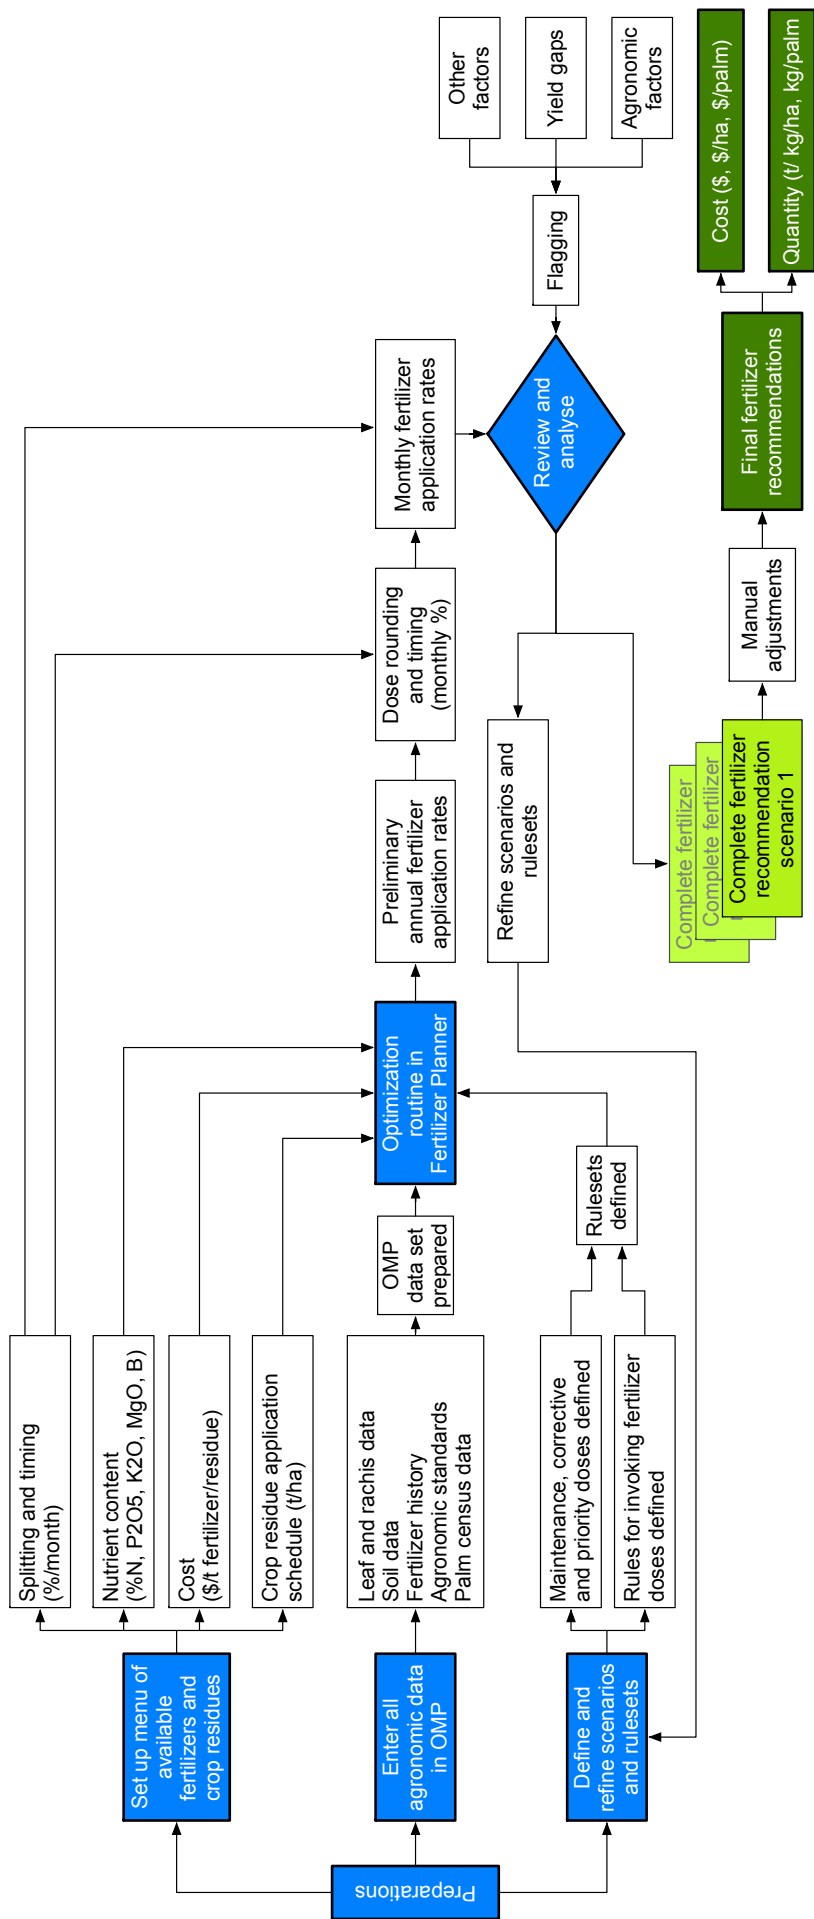 Preparations
Set up menu of
available
fertilizers and
crop residues
Enter all
agronomic data
in OMP
Define and
refine scenarios
and rulesets
Splitting and timing
(%/month)
Nutrient content
(%N, P2O5, K2O, MgO, B)
Cost
($/t fertilizer/residue)
Crop residue application
schedule (t/ha)
Leaf and rachis data
Soil data
Fertilizer history
Agronomic standards
Palm census data
Maintenance, corrective
and priority doses defined
Rules for invoking fertilizer
doses defined
OMP
data set
prepared
Rulesets
defined
Optimization
routine in
Fertilizer Planner
Preliminary
annual fertilizer
application rates
Dose rounding
and timing
(monthly %)
Monthly fertilizer
application rates
Refine scenarios and
rulesets
Review and
analyse
Flagging
Other
factors
Yield gaps
Agronomic
factors
Complete fertilizer
Complete fertilizer
Complete fertilizer
recommendation
scenario 1
Manual
adjustments
Final fertilizer
recommendations
Cost ($, $/ha, $/palm)
Quantity (t/ kg/ha, kg/palm